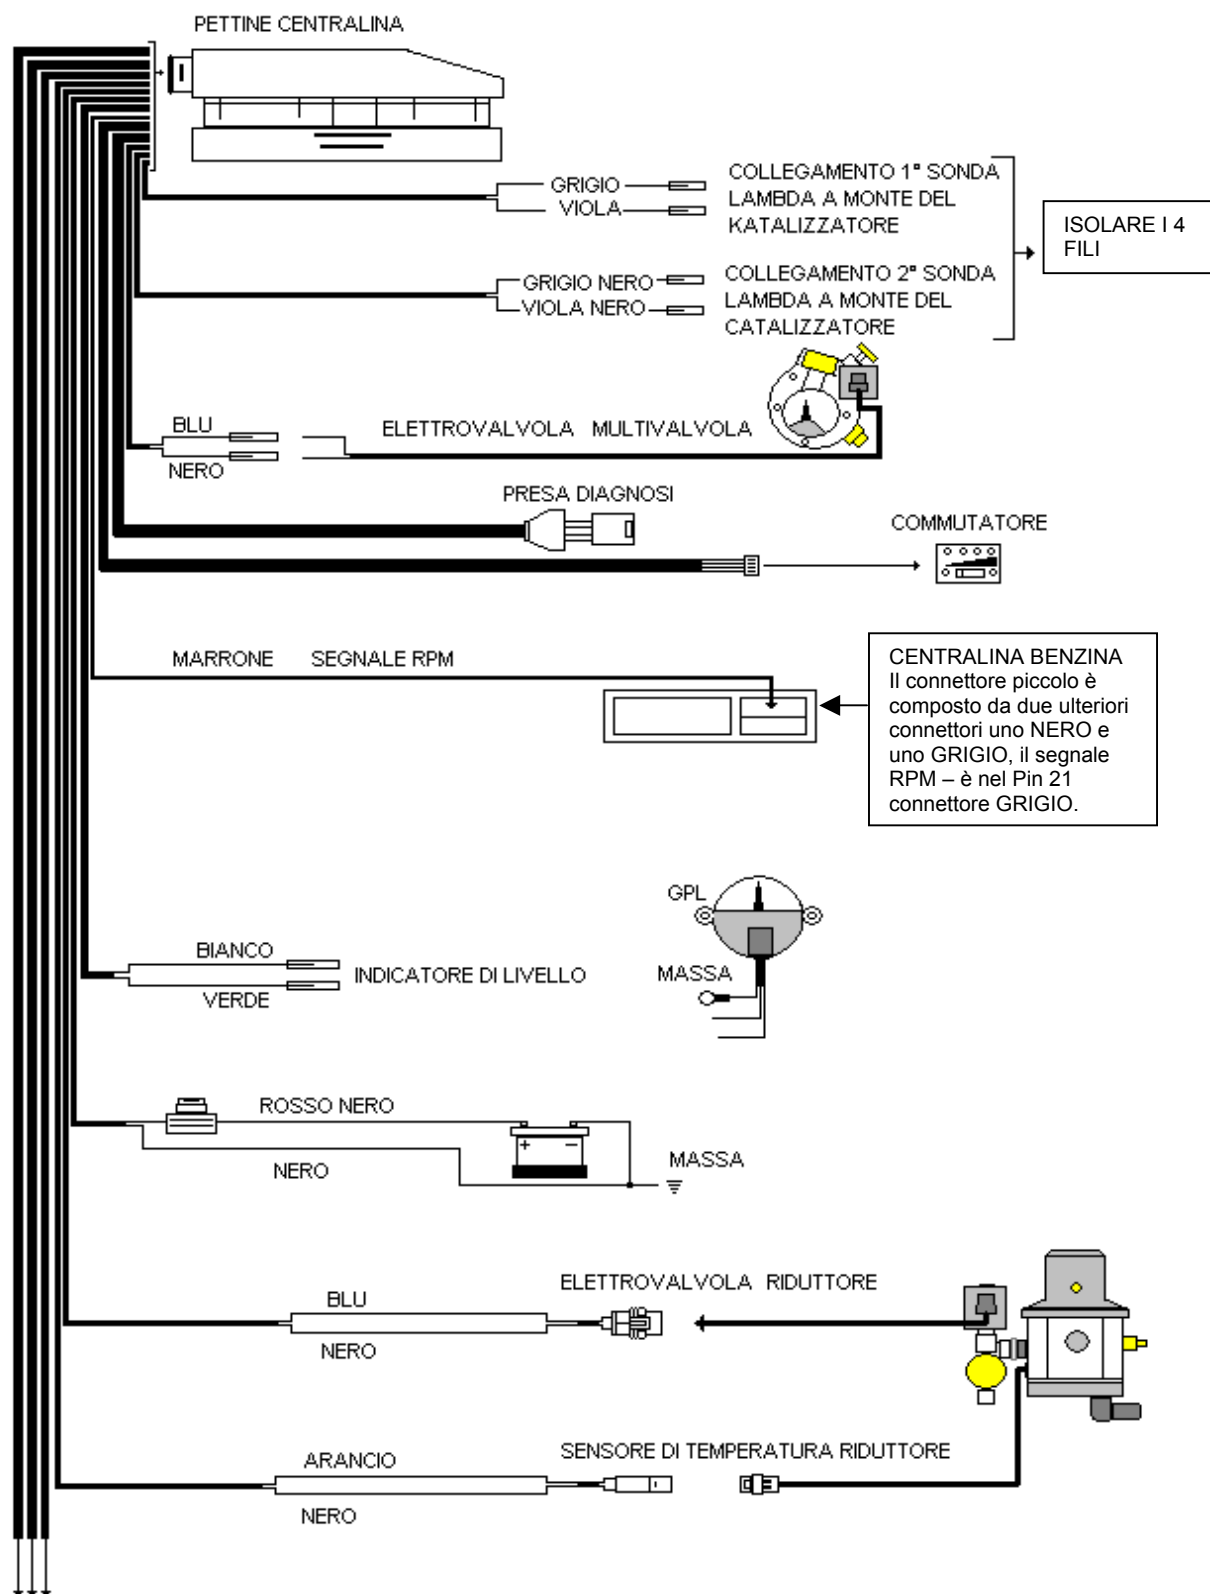 PETTINE CENTRALINA
GRIGIO
VIOLA
COLLEGAMENTO 1ª SONDA
LAMBDA A MONTE DEL
KATALIZZATORE
ISOLARE I 4
FILI
GRIGIO NERO
VIOLA NERO
COLLEGAMENTO 2ª SONDA
LAMBDA A MONTE DEL
CATALIZZATORE
BLU
NERO
ELETTROVALVOLA MULTIVALVOLA
PRESA DIAGNOSI
COMMUTATORE
MARRONE SEGNALE RPM
CENTRALINA BENZINA
Il connettore piccolo è
composto da due ulteriori
connettori uno NERO e
uno GRIGIO, il segnale
RPM – è nel Pin 21
connettore GRIGIO.
GPL
MASSA
BIANCO
VERDE
INDICATORE DI LIVELLO
ROSSO NERO
NERO
+ −
MASSA
BLU
NERO
ELETTROVALVOLA RIDUTTORE
ARANCIO
NERO
SENSORE DI TEMPERATURA RIDUTTORE